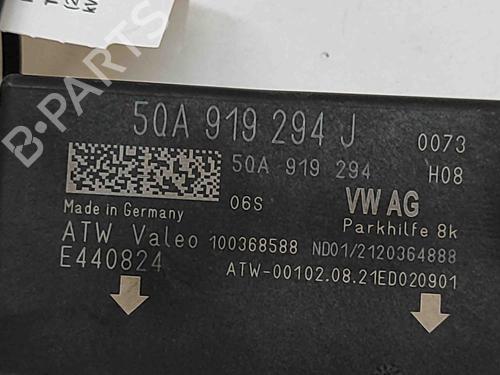 5QA 919 294 J 0073
5QA 919 294 H08
06S VW AG
Made in Germany Parkhilfe 8k
ATW Valeo 100368588 ND01/2120364888
E440824 ATW-00102.08.21ED020901
B-PARTS